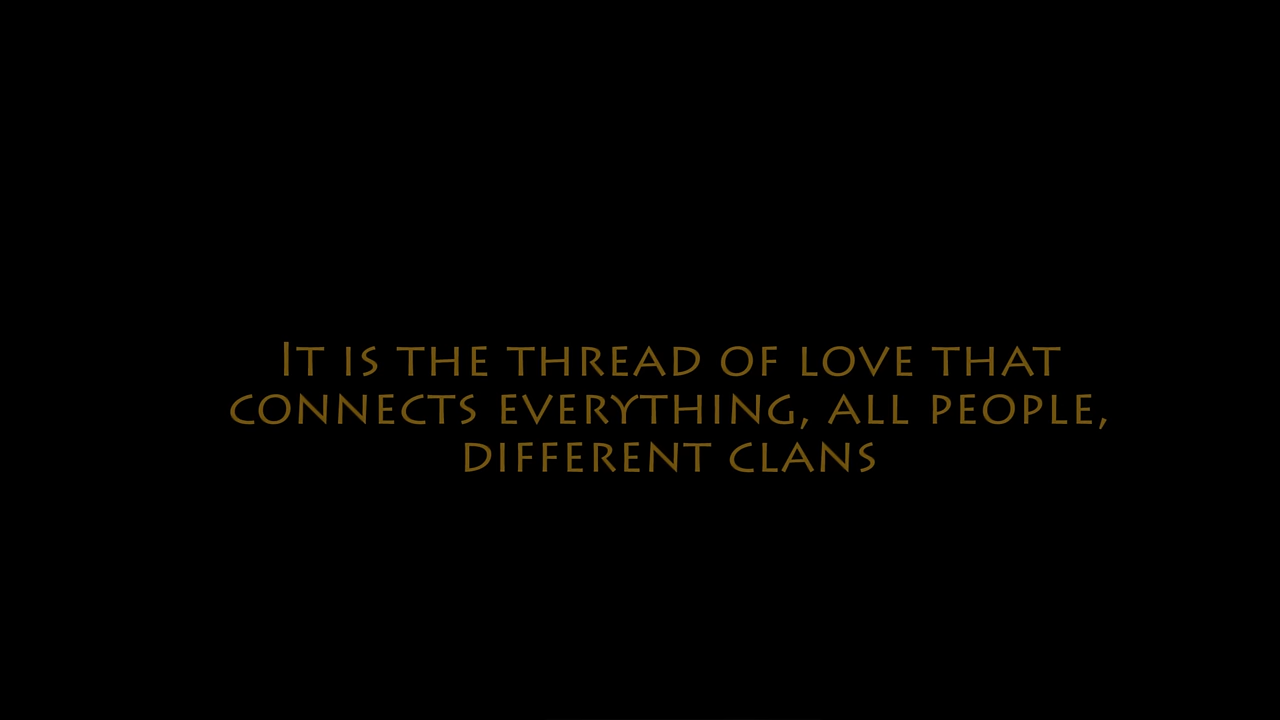 It is the thread of love that
connects everything, all people,
different clans